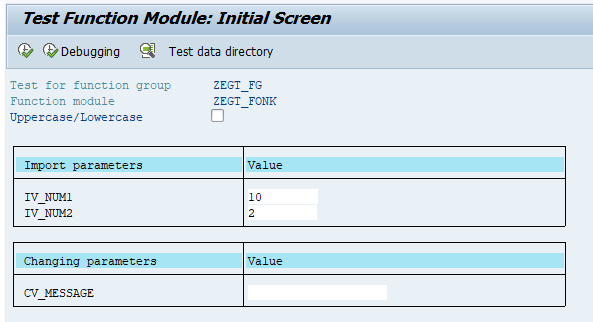 Test Function Module: Initial Screen
Debugging Test data directory
Test for function group ZEGT_FG
Function module ZEGT_FONK
Uppercase/Lowercase
Import parameters Value
IV_NUM1 10
IV_NUM2 2
Changing parameters Value
CV_MESSAGE